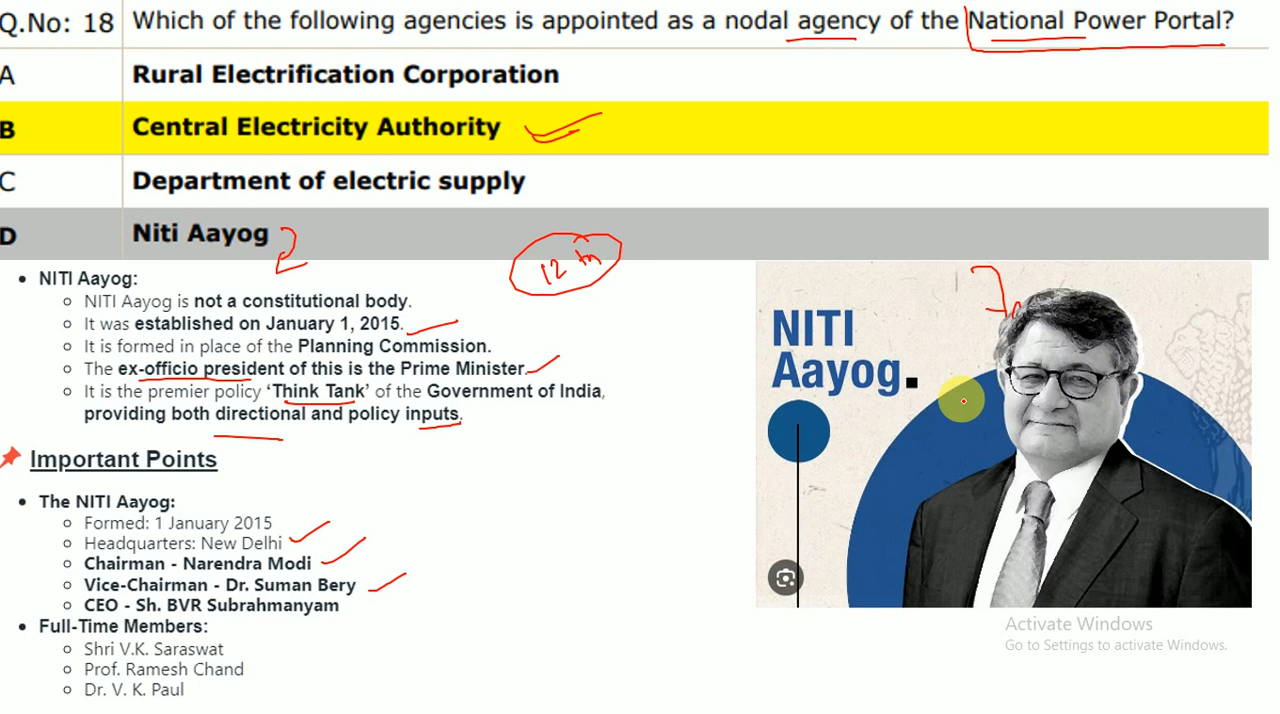 Q.No: 18 Which of the following agencies is appointed as a nodal agency of the National Power Portal?
A Rural Electrification Corporation
B Central Electricity Authority
C Department of electric supply
D Niti Aayog
12
• NITI Aayog:
NITI Aayog is not a constitutional body.
It was established on January 1, 2015.
It is formed in place of the Planning Commission.
The ex-officio president of this is the Prime Minister.
It is the premier policy ‘Think Tank’ of the Government of India,
providing both directional and policy inputs.
Important Points
• The NITI Aayog:
Formed: 1 January 2015
Headquarters: New Delhi
Chairman - Narendra Modi
Vice-Chairman - Dr. Suman Bery
CEO - Sh. BVR Subrahmanyam
• Full-Time Members:
Shri V.K. Saraswat
Prof. Ramesh Chand
Dr. V. K. Paul
NITI
Aayog.
Activate Windows
Go to Settings to activate Windows.